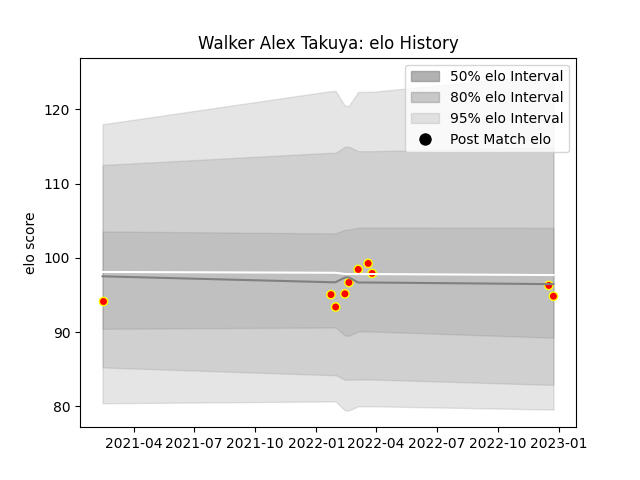 Walker Alex Takuya: elo History
50% elo Interval
80% elo Interval
95% elo Interval
Post Match elo
elo score
120
110
100
90
80
2021-04 2021-07 2021-10 2022-01 2022-04 2022-07 2022-10 2023-01